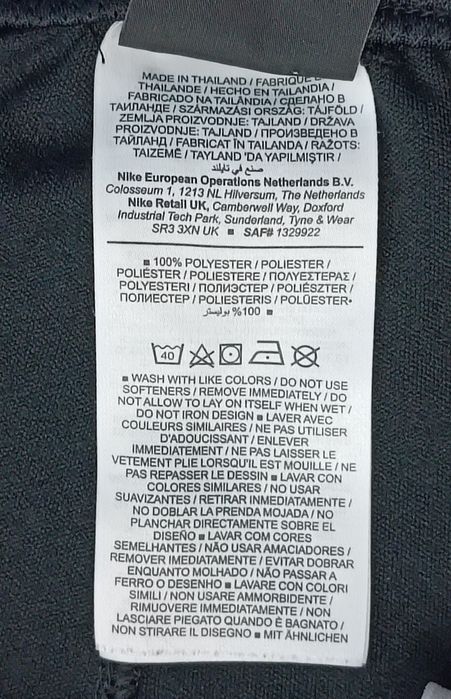 MADE IN THAILAND / FABRIQUÉ
THAILANDE / HECHO EN TAILANDIA /
FABRICADO NA TAILÂNDIA / СДЕЛАНО В
ТАИЛАНДЕ / SZÁRMAZÁSI ORSZÁG: TÁJFÖLD /
ZEMLJA PROIZVODNJE: TAJLAND / DRŽAVA
PROIZVODNJE: TAJLAND / ПРОИЗВЕДЕНО В
ТАЙЛАНД / FABRICAT ÎN TAILANDA / RAŽOTS:
TAIZEMĒ / TAYLAND 'DA YAPILMIŞTIR /
صنع في تايلند
Nike European Operations Netherlands B.V.
Colosseum 1, 1213 NL Hilversum, The Netherlands
Nike Retail UK, Camberwell Way, Doxford
Industrial Tech Park, Sunderland, Tyne & Wear
SR3 3XN UK ■ SAF# 1329922
■ 100% POLYESTER / POLIESTER /
POLIÉSTER / POLIESTERE / ΠΟΛΥΕΣΤΕΡΑΣ /
POLYESTERI / ПОЛИЭСТЕР / POLIÉSZTER /
ПОЛИЕСТЕР / POLIESTERIS / POLÜESTER•
100% بوليستر ■
40
■ WASH WITH LIKE COLORS / DO NOT USE
SOFTENERS / REMOVE IMMEDIATELY / DO
NOT ALLOW TO LAY ON ITSELF WHEN WET /
DO NOT IRON DESIGN ■ LAVER AVEC
COULEURS SIMILAIRES / NE PAS UTILISER
D'ADOUCISSANT / ENLEVER
IMMEDIATEMENT / NE PAS LAISSER LE
VETEMENT PLIE LORSQU'IL EST MOUILLE / NE
PAS REPASSER LE DESSIN ■ LAVAR CON
COLORES SIMILARES / NO USAR
SUAVIZANTES / RETIRAR INMEDIATAMENTE /
NO DOBLAR LA PRENDA MOJADA / NO
PLANCHAR DIRECTAMENTE SOBRE EL
DISEÑO ■ LAVAR COM CORES
SEMELHANTES / NÃO USAR AMACIADORES /
REMOVER IMEDIATAMENTE / EVITAR DOBRAR
ENQUANTO MOLHADO / NÃO PASSAR A
FERRO O DESENHO ■ LAVARE CON COLORI
SIMILI / NON USARE AMMORBIDENTE /
RIMUOVERE IMMEDIATAMENTE / NON
LASCIARE PIEGATO QUANDO È BAGNATO /
NON STIRARE IL DISEGNO ■ MIT ÄHNLICHEN